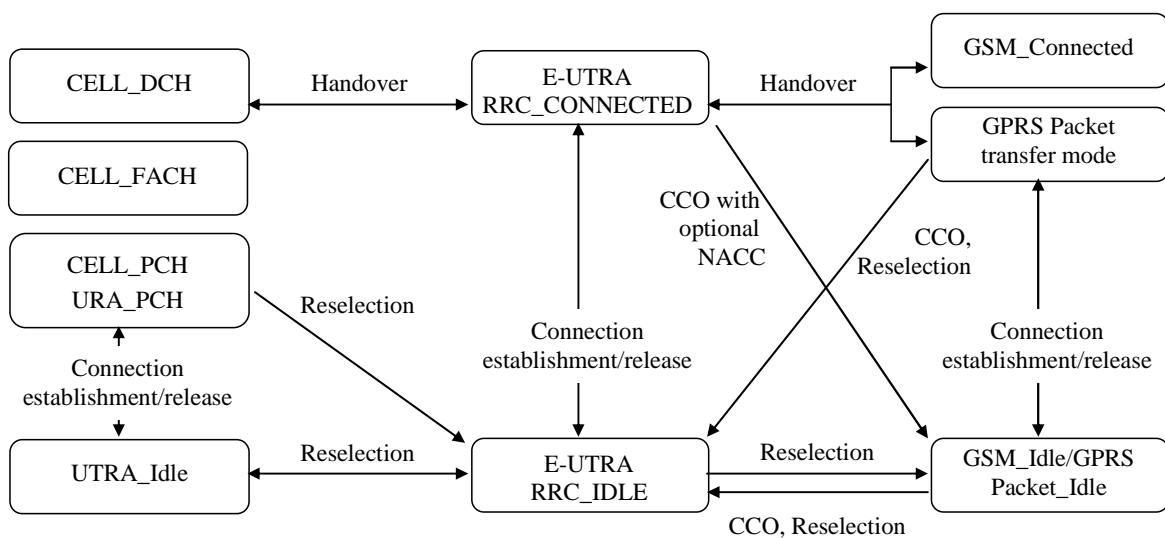 GSM_Connected
CELL_DCH
Handover
E-UTRA
RRC_CONNECTED
Handover
GPRS Packet
transfer mode
CELL_FACH
CCO with
optional
NACC
CCO,
Reselection
CELL_PCH
URA_PCH
Reselection
Connection
establishment/release
Connection
establishment/release
Connection
establishment/release
UTRA_Idle
Reselection
E-UTRA
RRC_IDLE
Reselection
GSM_Idle/GPRS
Packet_Idle
CCO, Reselection